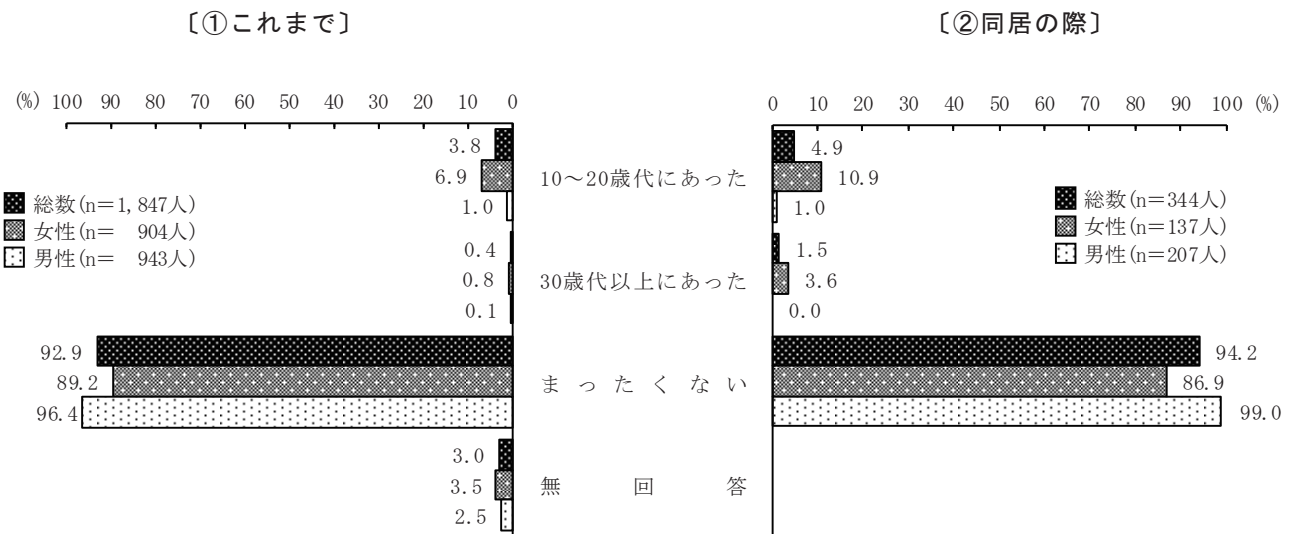 〔①これまで〕
〔②同居の際〕
(%) 100 90 80 70 60 50 40 30 20 10 0
0 10 20 30 40 50 60 70 80 90 100 (%)
総数(n＝1,847人)
女性(n＝ 904人)
男性(n＝ 943人)
総数(n＝344人)
女性(n＝137人)
男性(n＝207人)
3.8
6.9
1.0
10～20歳代にあった
4.9
10.9
1.0
0.4
0.8
0.1
30歳代以上にあった
1.5
3.6
0.0
92.9
89.2
96.4
まったくない
94.2
86.9
99.0
3.0
3.5
2.5
無回答